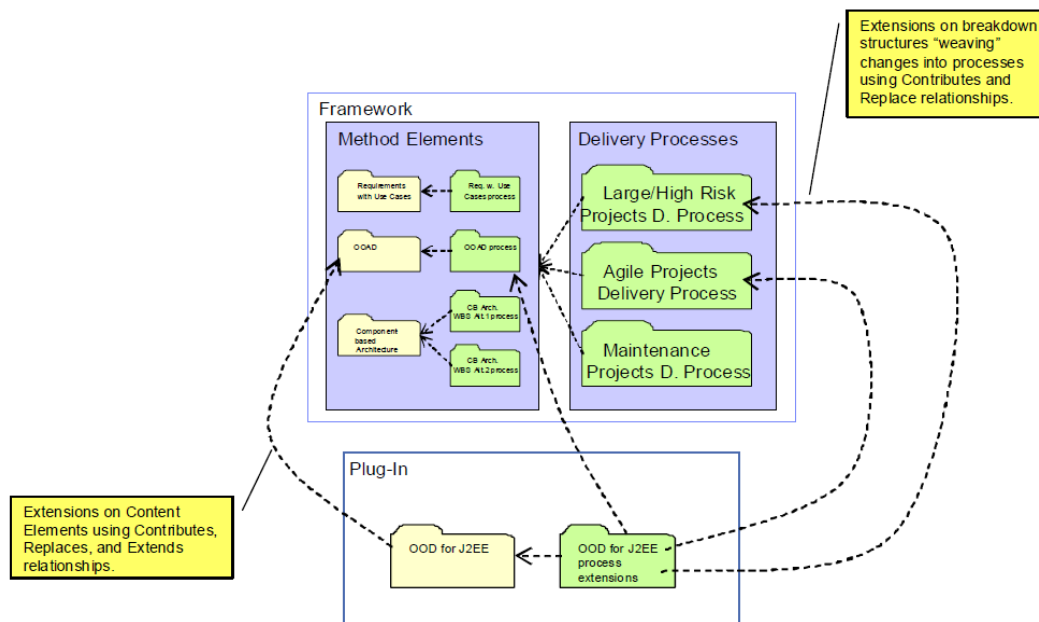 Extensions on breakdown
structures “weaving”
changes into processes
using Contributes and
Replace relationships.
Framework
Method Elements
Delivery Processes
Requirements
with Use Cases
Req. w. Use
Cases process
Large/High Risk
Projects D. Process
OOAD
OOAD process
Agile Projects
Delivery Process
CB Arch.
WBS Alt.1 process
Component
based
Architecture
CB Arch.
WBS Alt.2 process
Maintenance
Projects D. Process
Plug-In
Extensions on Content
Elements using Contributes,
Replaces, and Extends
relationships.
OOD for J2EE
OOD for J2EE
process
extensions